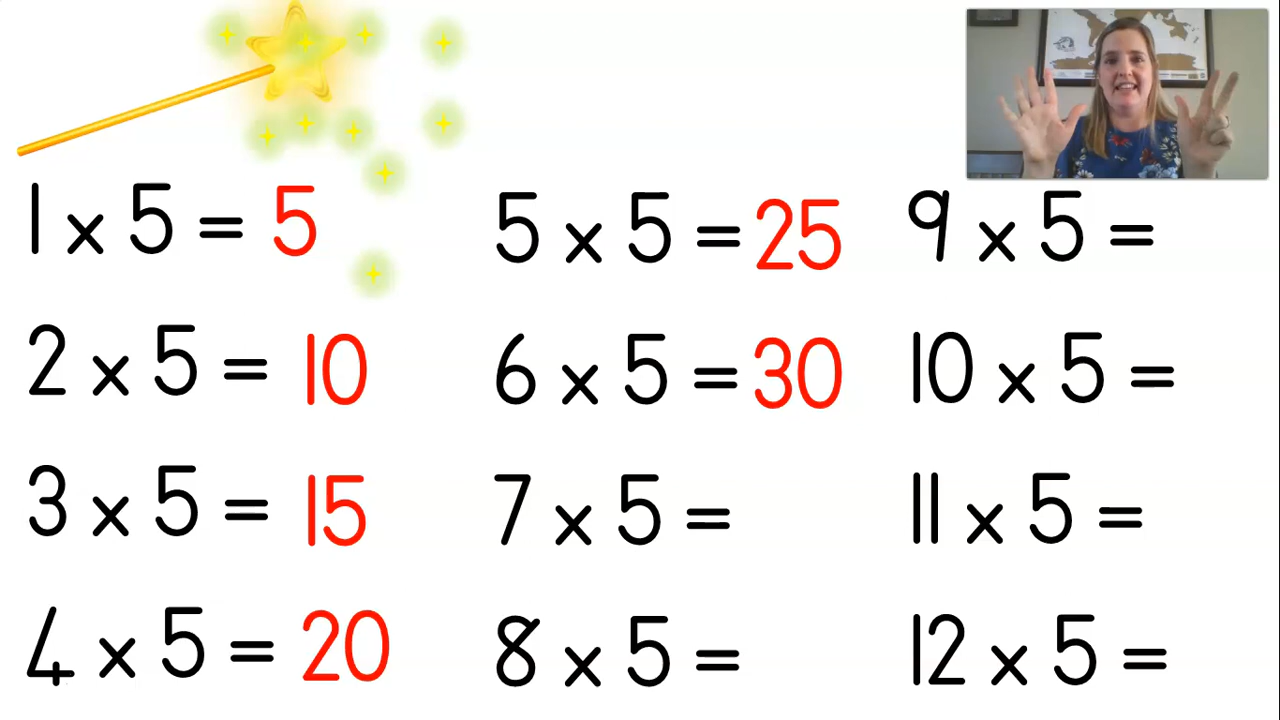 1 x 5 = 5
2 x 5 = 10
3 x 5 = 15
4 x 5 = 20
5 x 5 = 25
6 x 5 = 30
7 x 5 =
8 x 5 =
9 x 5 =
10 x 5 =
11 x 5 =
12 x 5 =